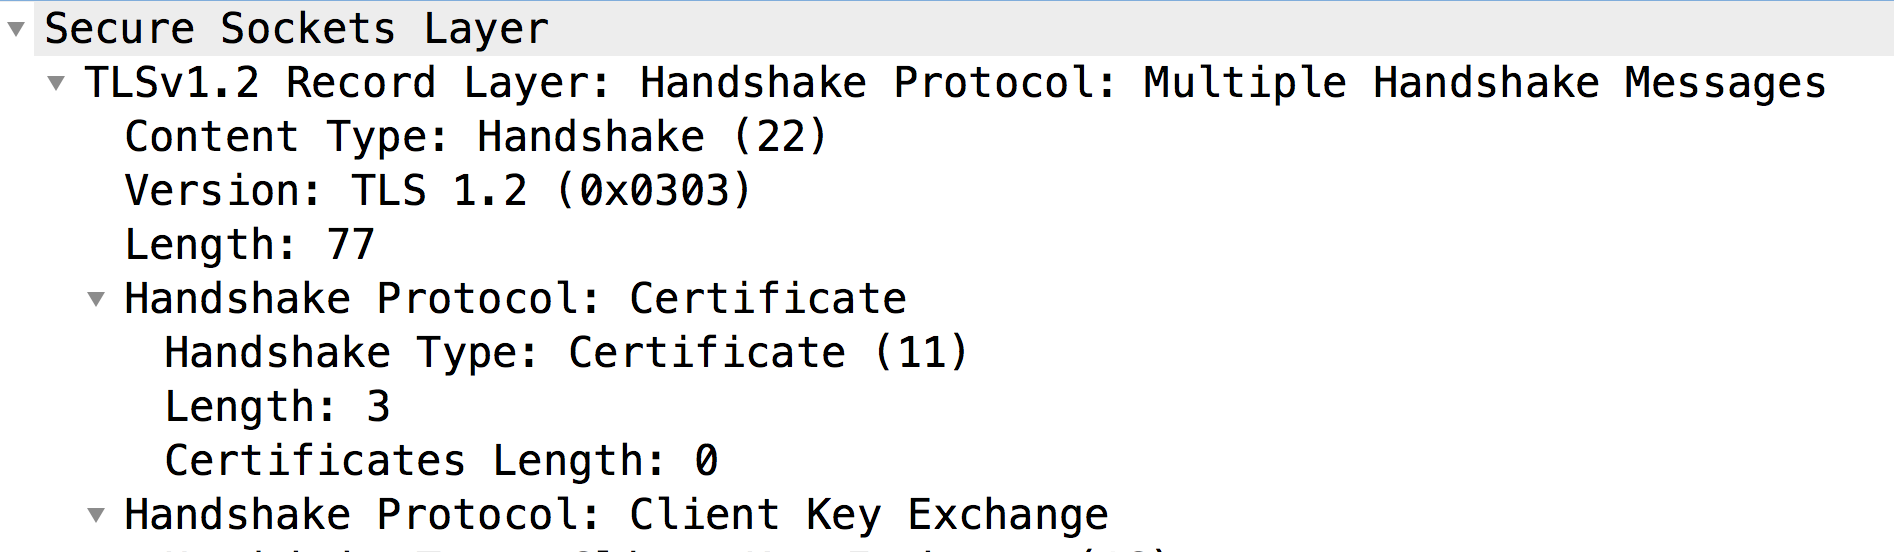 Secure Sockets Layer
TLSv1.2 Record Layer: Handshake Protocol: Multiple Handshake Messages
Content Type: Handshake (22)
Version: TLS 1.2 (0x0303)
Length: 77
Handshake Protocol: Certificate
Handshake Type: Certificate (11)
Length: 3
Certificates Length: 0
Handshake Protocol: Client Key Exchange